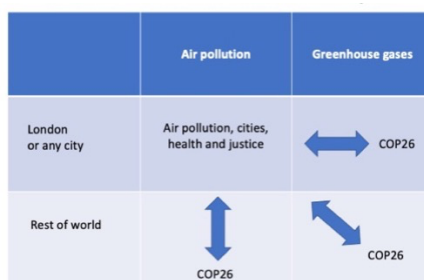 Air pollution
Greenhouse gases
London
or any city
Air pollution, cities,
health and justice
COP26
Rest of world
COP26
COP26